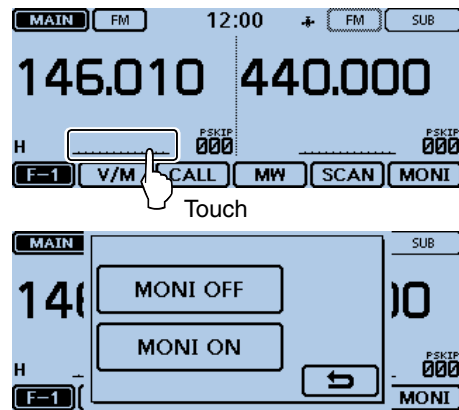 MAIN FM 12:00 FM SUB
146.010 440.000
PSKIP PSKIP
H 000 000
F-1 V/M CALL MW SCAN MONI
Touch
MAIN SUB
MONI OFF
MONI ON
PSKIP
H 000
F-1 MONI